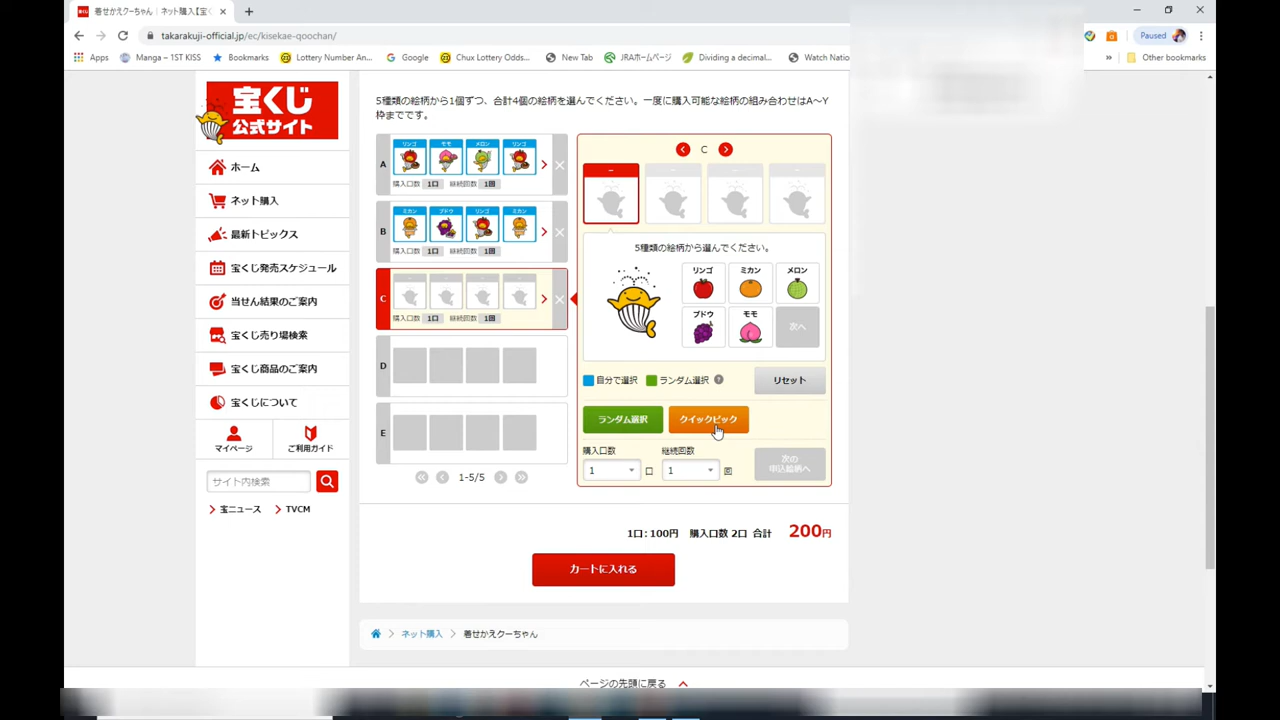 着せかえクーちゃん | ネット購入【宝く
takarakuji-official.jp/ec/kisekae-qoochan/
Paused
Apps
Manga – 1ST KISS
Bookmarks
Lottery Number An...
Google
Chux Lottery Odds...
New Tab
JRAホームページ
Dividing a decimal...
Watch Natio
»
Other bookmarks
宝くじ
公式サイト
ホーム
ネット購入
最新トピックス
宝くじ発売スケジュール
当せん結果のご案内
宝くじ売り場検索
宝くじ商品のご案内
宝くじについて
マイページ
ご利用ガイド
サイト内検索
宝ニュース
TVCM
5種類の絵柄から1個ずつ、合計4個の絵柄を選んでください。一度に購入可能な絵柄の組み合わせはA～Y
枠までです。
A
リンゴ モモ メロン リンゴ
購入口数 1口 継続回数 1回
B
ミカン ブドウ リンゴ ミカン
購入口数 1口 継続回数 1回
C
購入口数 1口 継続回数 1回
D
E
1-5/5
C
5種類の絵柄から選んでください。
リンゴ ミカン メロン
ブドウ モモ 次へ
自分で選択 ランダム選択 ? リセット
ランダム選択 クイックピック
購入口数 継続回数
1 口 1 回
次の
申込絵柄へ
1口：100円 購入口数 2口 合計 200円
カートに入れる
ネット購入 着せかえクーちゃん
ページの先頭に戻る